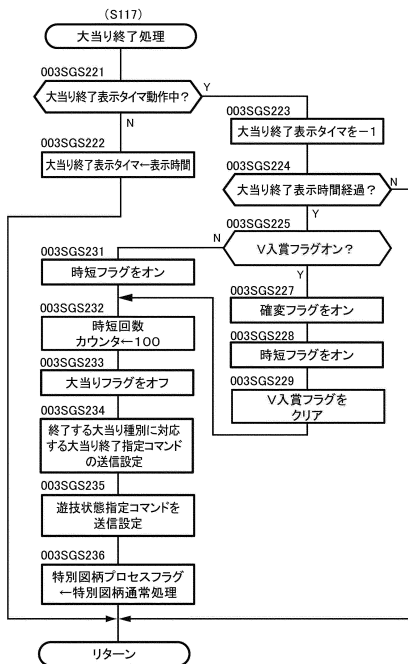 (S117)
大当り終了処理
003SGS221
大当り終了表示タイマ動作中？
Y
N
003SGS222
大当り終了表示タイマ←表示時間
003SGS223
大当り終了表示タイマを－1
003SGS224
大当り終了表示時間経過？
N
Y
003SGS225
V入賞フラグオン？
N
Y
003SGS227
確変フラグをオン
003SGS228
時短フラグをオン
003SGS229
V入賞フラグを
クリア
003SGS231
時短フラグをオン
003SGS232
時短回数
カウンタ←100
003SGS233
大当りフラグをオフ
003SGS234
終了する大当り種別に対応
する大当り終了指定コマンド
の送信設定
003SGS235
遊技状態指定コマンドを
送信設定
003SGS236
特別図柄プロセスフラグ
←特別図柄通常処理
リターン